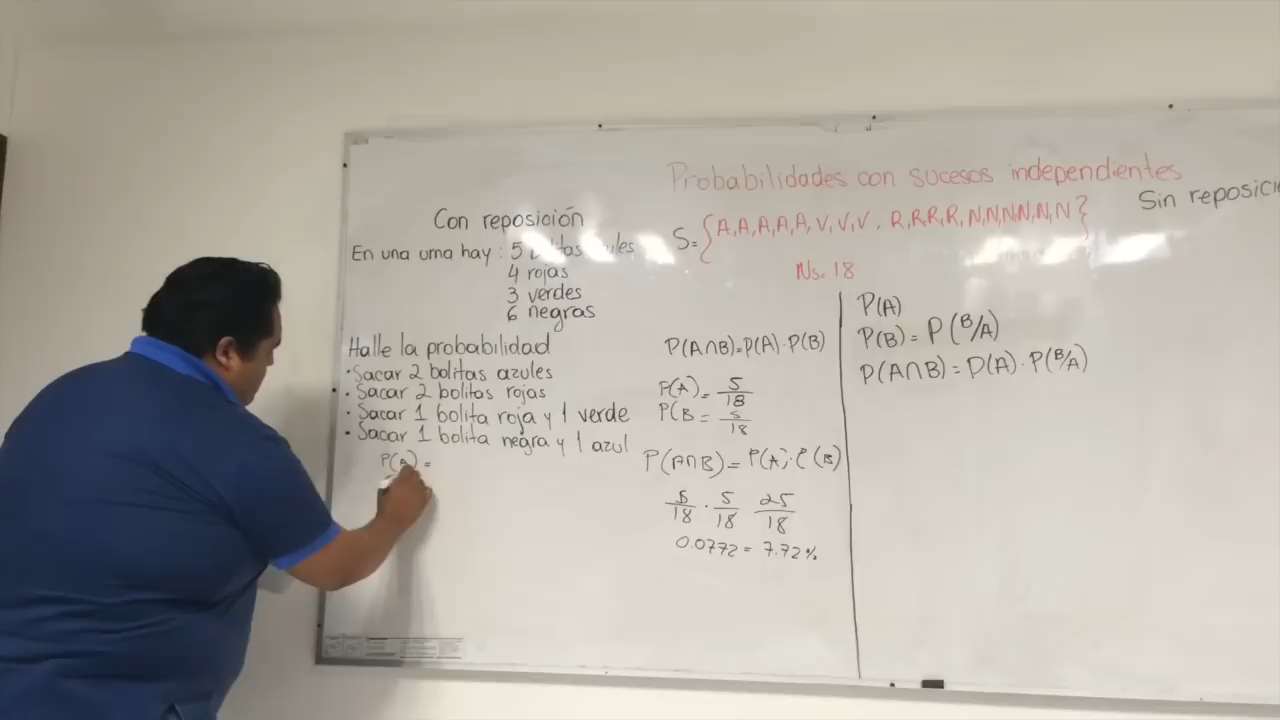 Probabilidades con sucesos independientes
Con reposición
S= {A,A,A,A,A,V,V,V, R,R,R,R,N,N,N,N,N,N}
Sin reposici
Ns. 18
En una urna hay : 5
4 rojas
3 verdes
6 negras
Halle la probabilidad
• Sacar 2 bolitas azules
• Sacar 2 bolitas rojas
• Sacar 1 bolita roja y 1 verde
• Sacar 1 bolita negra y 1 azul
P(A) =
P(A∩B)=P(A)·P(B)
P(A)= 5/18
P(B = 5/18
P(A∩B)= P(A)·P(B)
5/18 · 5/18 25/18
0.0772 = 7.72%
P(A)
P(B)= P(B/A)
P(A∩B) = P(A)·P(B/A)